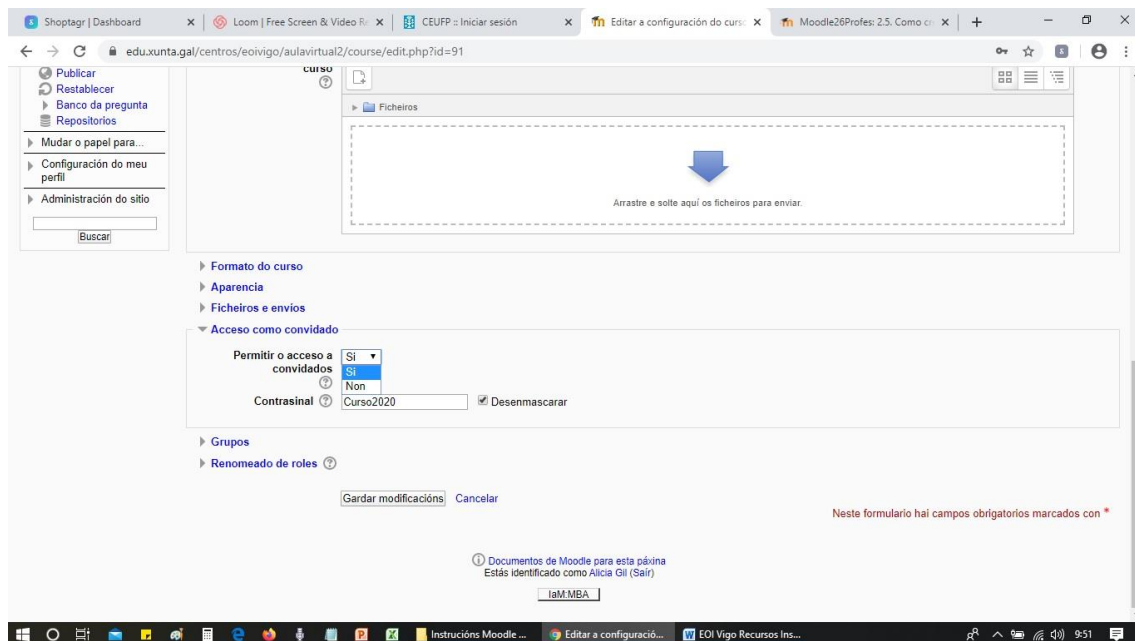 Shoptagr | Dashboard
Loom | Free Screen & Video Re
CEUFP :: Iniciar sesión
Editar a configuración do curso
Moodle26Profes: 2.5. Como cr
edu.xunta.gal/centros/eoivigo/aulavirtual2/course/edit.php?id=91
Publicar
Restablecer
Banco da pregunta
Repositorios
Mudar o papel para...
Configuración do meu
perfil
Administración do sitio
Buscar
curso
Ficheiros
Arrastre e solte aquí os ficheiros para enviar.
Formato do curso
Aparencia
Ficheiros e envíos
Acceso como convidado
Permitir o acceso a
convidados
Si
Si
Non
Contrasinal
Curso2020
Desenmascarar
Grupos
Renomeado de roles
Gardar modificacións
Cancelar
Neste formulario hai campos obrigatorios marcados con *
Documentos de Moodle para esta páxina
Estás identificado como Alicia Gil (Saír)
IaM:MBA
Instrucións Moodle ...
Editar a configuració...
EOI Vigo Recursos Ins...
9:51